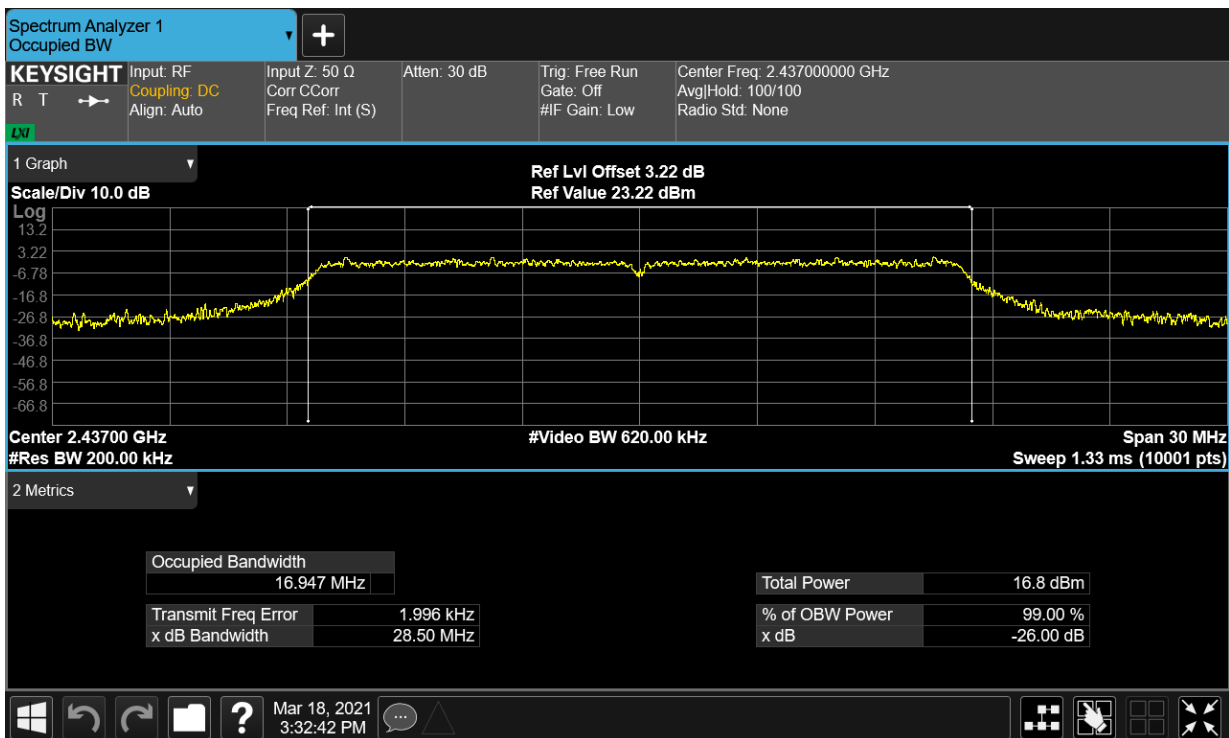 Spectrum Analyzer 1
Occupied BW
KEYSIGHT
R T
LXI
Input: RF
Coupling: DC
Align: Auto
Input Z: 50 Ω
Corr CCorr
Freq Ref: Int (S)
Atten: 30 dB
Trig: Free Run
Gate: Off
#IF Gain: Low
Center Freq: 2.437000000 GHz
Avg|Hold: 100/100
Radio Std: None
1 Graph
Scale/Div 10.0 dB
Ref Lvl Offset 3.22 dB
Ref Value 23.22 dBm
Log
13.2
3.22
-6.78
-16.8
-26.8
-36.8
-46.8
-56.8
-66.8
Center 2.43700 GHz
#Video BW 620.00 kHz
Span 30 MHz
#Res BW 200.00 kHz
Sweep 1.33 ms (10001 pts)
2 Metrics
Occupied Bandwidth
16.947 MHz
Total Power 16.8 dBm
Transmit Freq Error 1.996 kHz
% of OBW Power 99.00 %
x dB Bandwidth 28.50 MHz
x dB -26.00 dB
?
Mar 18, 2021
3:32:42 PM